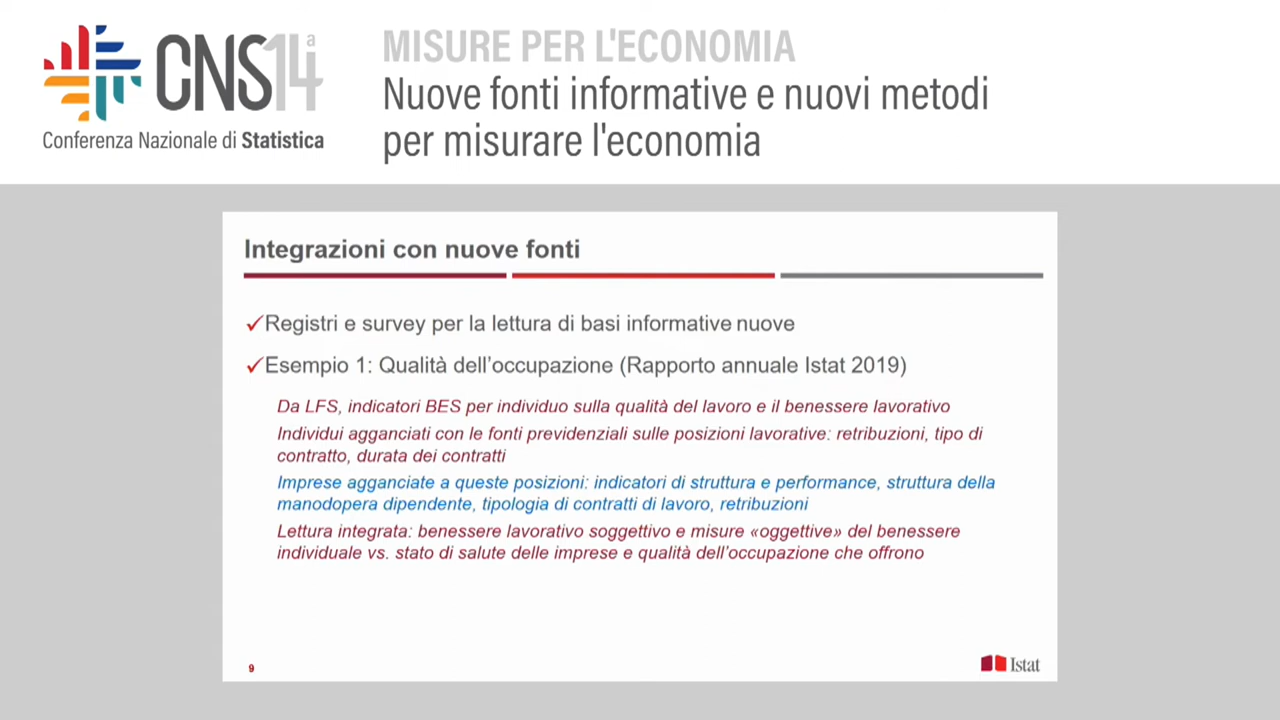 CNS14a
Conferenza Nazionale di Statistica
MISURE PER L'ECONOMIA
Nuove fonti informative e nuovi metodi
per misurare l'economia
Integrazioni con nuove fonti
✓Registri e survey per la lettura di basi informative nuove
✓Esempio 1: Qualità dell’occupazione (Rapporto annuale Istat 2019)
Da LFS, indicatori BES per individuo sulla qualità del lavoro e il benessere lavorativo
Individui agganciati con le fonti previdenziali sulle posizioni lavorative: retribuzioni, tipo di
contratto, durata dei contratti
Imprese agganciate a queste posizioni: indicatori di struttura e performance, struttura della
manodopera dipendente, tipologia di contratti di lavoro, retribuzioni
Lettura integrata: benessere lavorativo soggettivo e misure «oggettive» del benessere
individuale vs. stato di salute delle imprese e qualità dell’occupazione che offrono
9
Istat